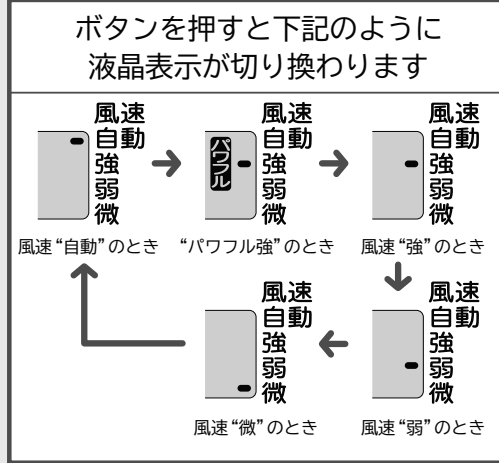 ボタンを押すと下記のように
液晶表示が切り換わります
風速
自動
強
弱
微
風速“自動”のとき
パワフル
風速
自動
強
弱
微
“パワフル強”のとき
風速
自動
強
弱
微
風速“強”のとき
風速
自動
強
弱
微
風速“微”のとき
風速
自動
強
弱
微
風速“弱”のとき